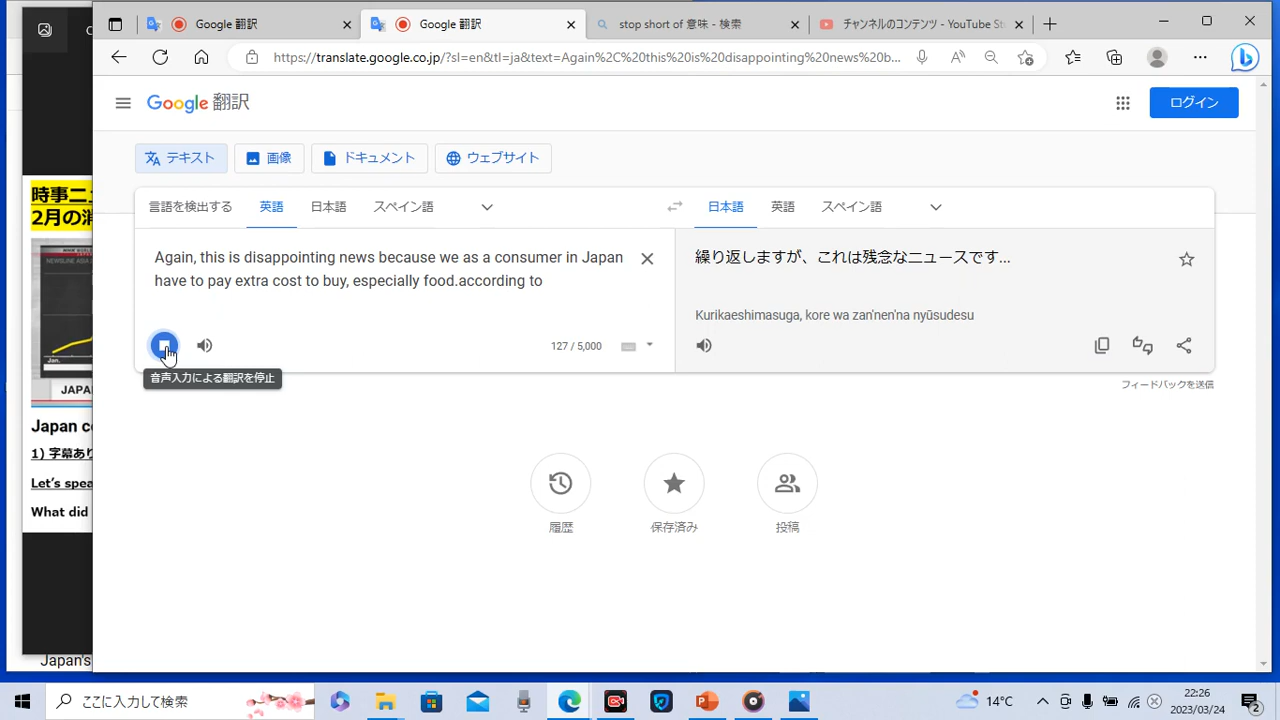 Google 翻訳
Google 翻訳
stop short of 意味 - 検索
チャンネルのコンテンツ - YouTube St
https://translate.google.co.jp/?sl=en&tl=ja&text=Again%2C%20this%20is%20disappointing%20news%20b...
Google 翻訳
ログイン
テキスト
画像
ドキュメント
ウェブサイト
言語を検出する
英語
日本語
スペイン語
日本語
英語
スペイン語
Again, this is disappointing news because we as a consumer in Japan
have to pay extra cost to buy, especially food.according to
繰り返しますが、これは残念なニュースです...
Kurikaeshimasuga, kore wa zan'nen'na nyūsudesu
127 / 5,000
音声入力による翻訳を停止
フィードバックを送信
履歴
保存済み
投稿
時事ニュ
2月の消
NEWSLINE ASIA
Jan.
JAPA
Japan c
1) 字幕あり
Let's spea
What did
Japan's
ここに入力して検索
14°C
22:26
2023/03/24
2